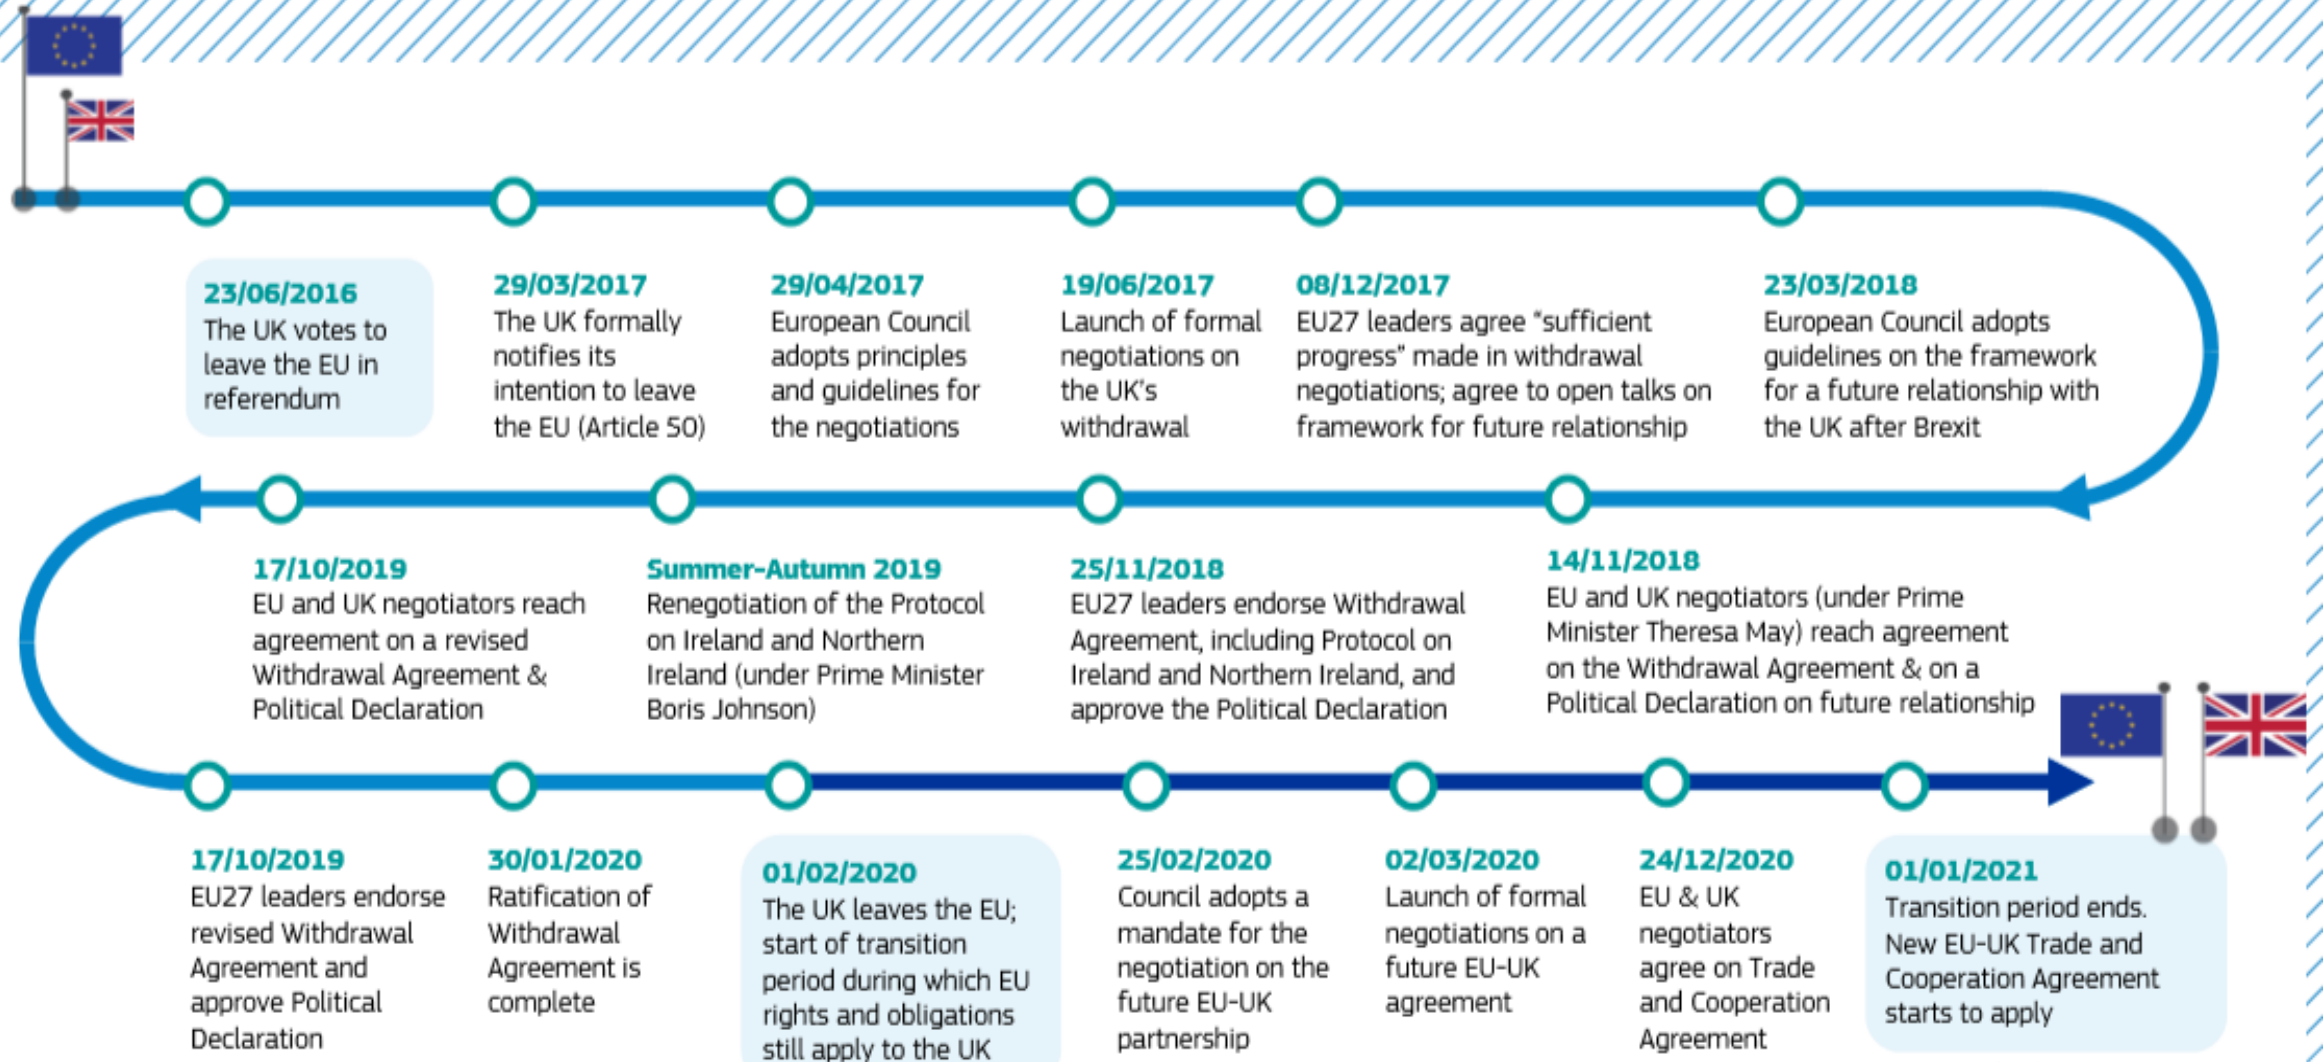 23/06/2016
The UK votes to
leave the EU in
referendum
29/03/2017
The UK formally
notifies its
intention to leave
the EU (Article 50)
29/04/2017
European Council
adopts principles
and guidelines for
the negotiations
19/06/2017
Launch of formal
negotiations on
the UK's
withdrawal
08/12/2017
EU27 leaders agree “sufficient
progress” made in withdrawal
negotiations; agree to open talks on
framework for future relationship
23/03/2018
European Council adopts
guidelines on the framework
for a future relationship with
the UK after Brexit
14/11/2018
EU and UK negotiators (under Prime
Minister Theresa May) reach agreement
on the Withdrawal Agreement & on a
Political Declaration on future relationship
25/11/2018
EU27 leaders endorse Withdrawal
Agreement, including Protocol on
Ireland and Northern Ireland, and
approve the Political Declaration
Summer-Autumn 2019
Renegotiation of the Protocol
on Ireland and Northern
Ireland (under Prime Minister
Boris Johnson)
17/10/2019
EU and UK negotiators reach
agreement on a revised
Withdrawal Agreement &
Political Declaration
17/10/2019
EU27 leaders endorse
revised Withdrawal
Agreement and
approve Political
Declaration
30/01/2020
Ratification of
Withdrawal
Agreement is
complete
01/02/2020
The UK leaves the EU;
start of transition
period during which EU
rights and obligations
still apply to the UK
25/02/2020
Council adopts a
mandate for the
negotiation on the
future EU-UK
partnership
02/03/2020
Launch of formal
negotiations on a
future EU-UK
agreement
24/12/2020
EU & UK
negotiators
agree on Trade
and Cooperation
Agreement
01/01/2021
Transition period ends.
New EU-UK Trade and
Cooperation Agreement
starts to apply